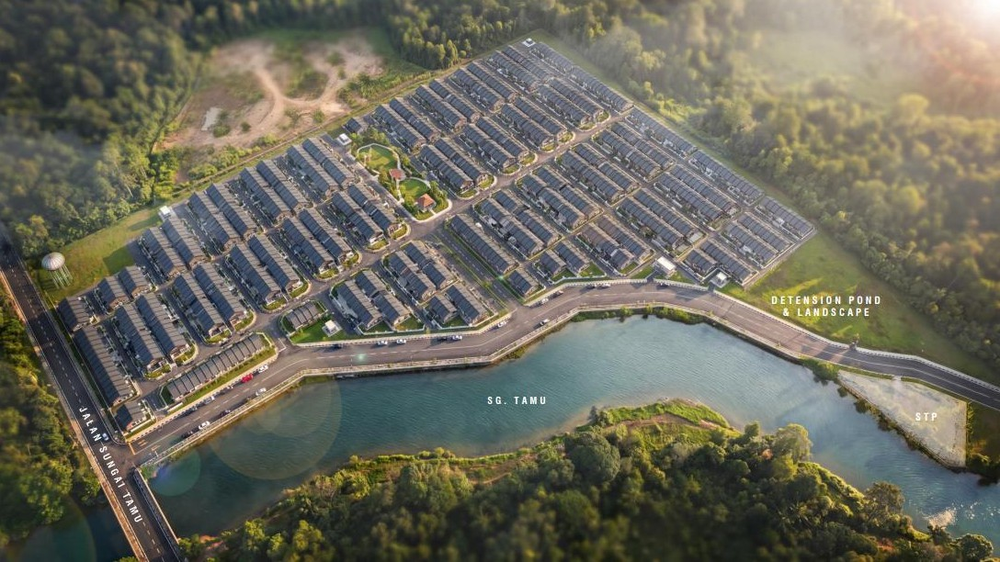 DETENSION POND
& LANDSCAPE
SG. TAMU
STP
JALAN SUNGAI TAMU